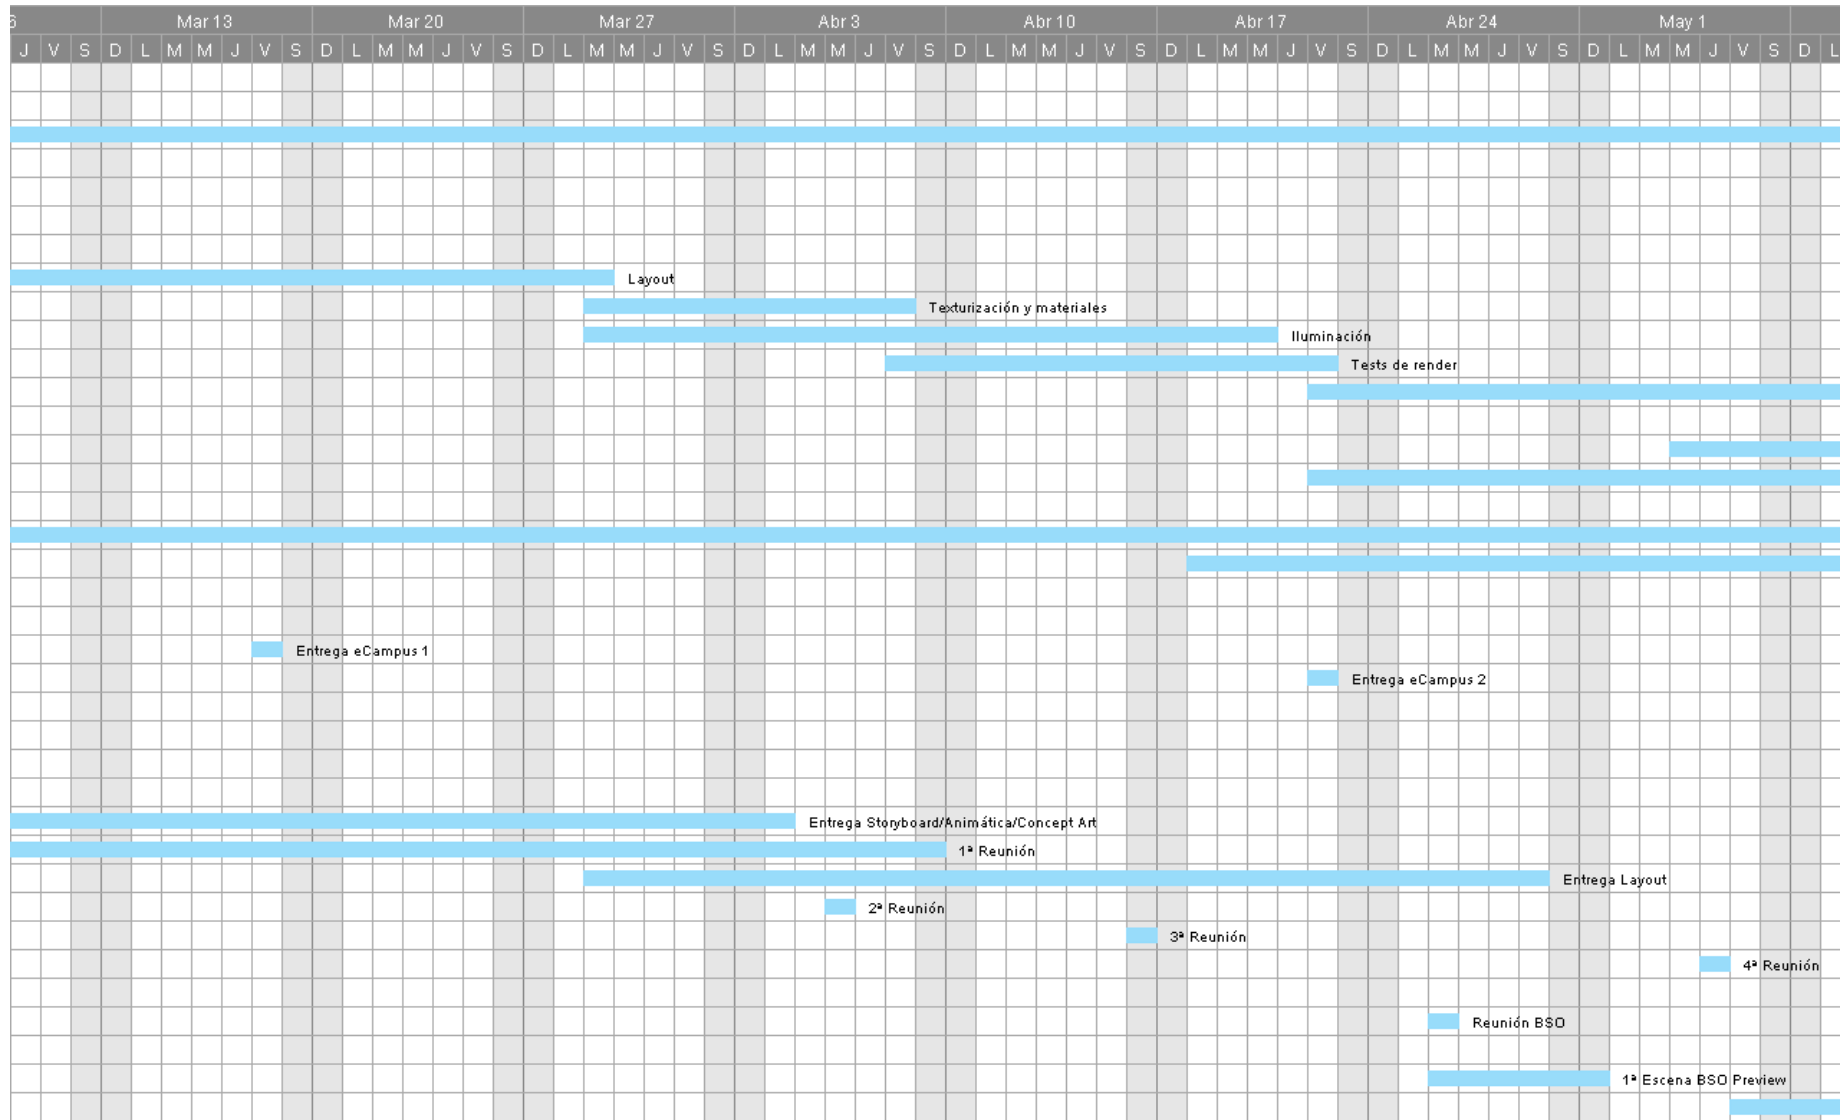 6 Mar 13 Mar 20 Mar 27 Abr 3 Abr 10 Abr 17 Abr 24 May 1
J V S D L M M J V S D L M M J V S D L M M J V S D L M M J V S D L M M J V S D L M M J V S D L M M J V S D L M M J V S D L
Layout
Texturización y materiales
Iluminación
Tests de render
Entrega eCampus 1
Entrega eCampus 2
Entrega Storyboard/Animática/Concept Art
1ª Reunión
Entrega Layout
2ª Reunión
3ª Reunión
4ª Reunión
Reunión BSO
1ª Escena BSO Preview